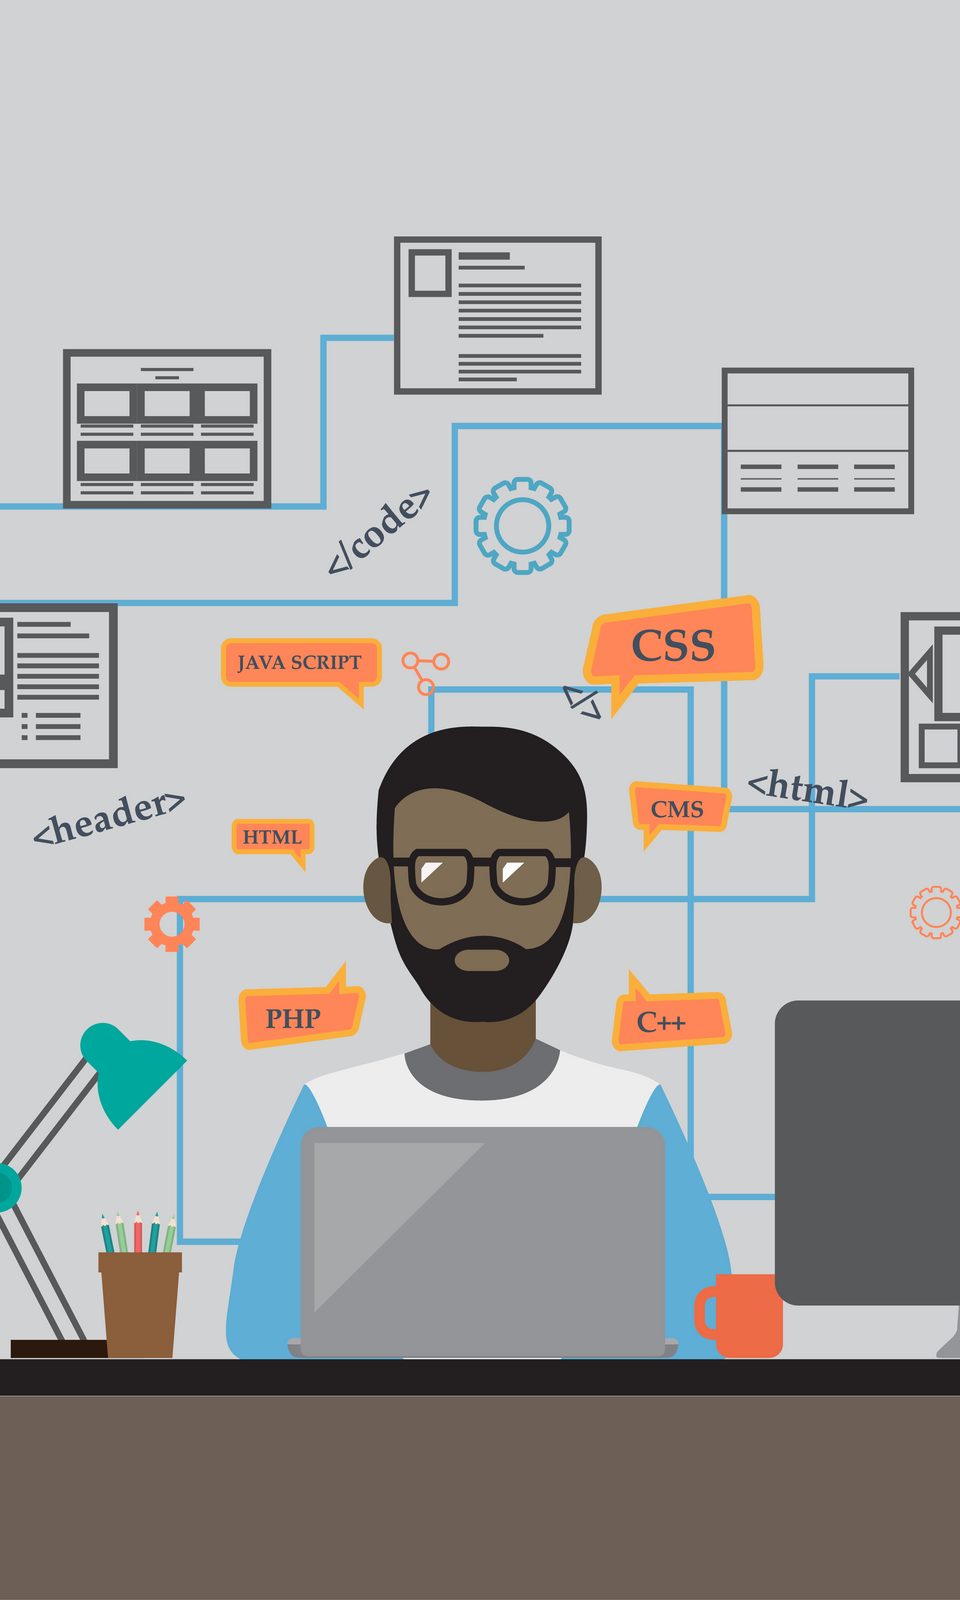 </code>
CSS
JAVA SCRIPT
</>
<html>
CMS
<header>
HTML
PHP
C++